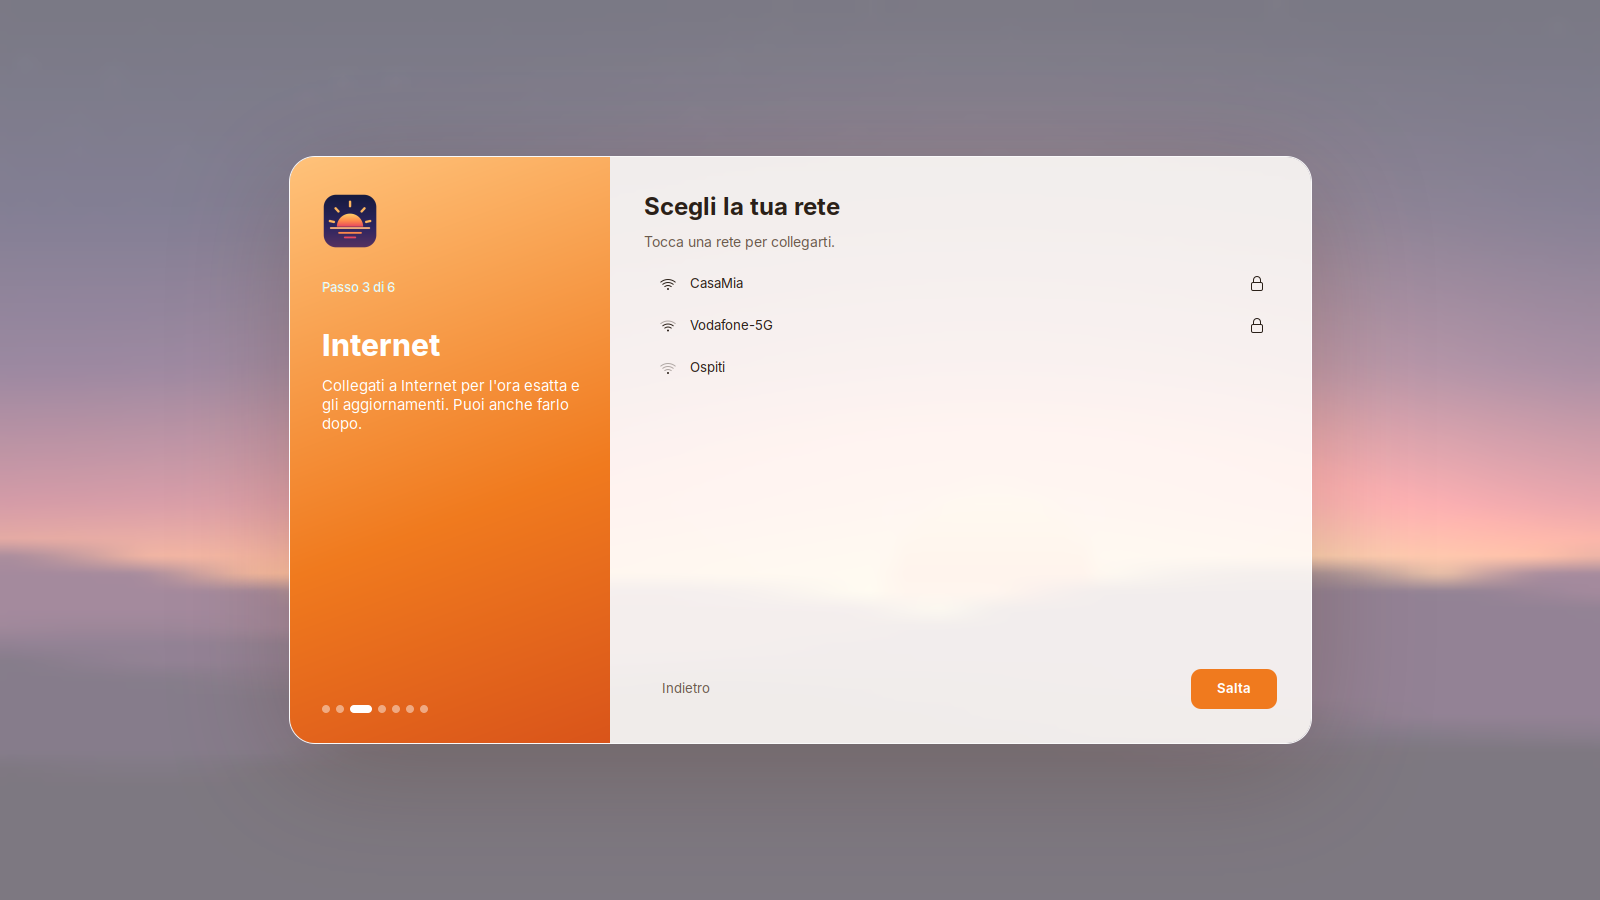 Passo 3 di 6
Internet
Collegati a Internet per l'ora esatta e
gli aggiornamenti. Puoi anche farlo
dopo.
Scegli la tua rete
Tocca una rete per collegarti.
CasaMia
Vodafone-5G
Ospiti
Indietro
Salta